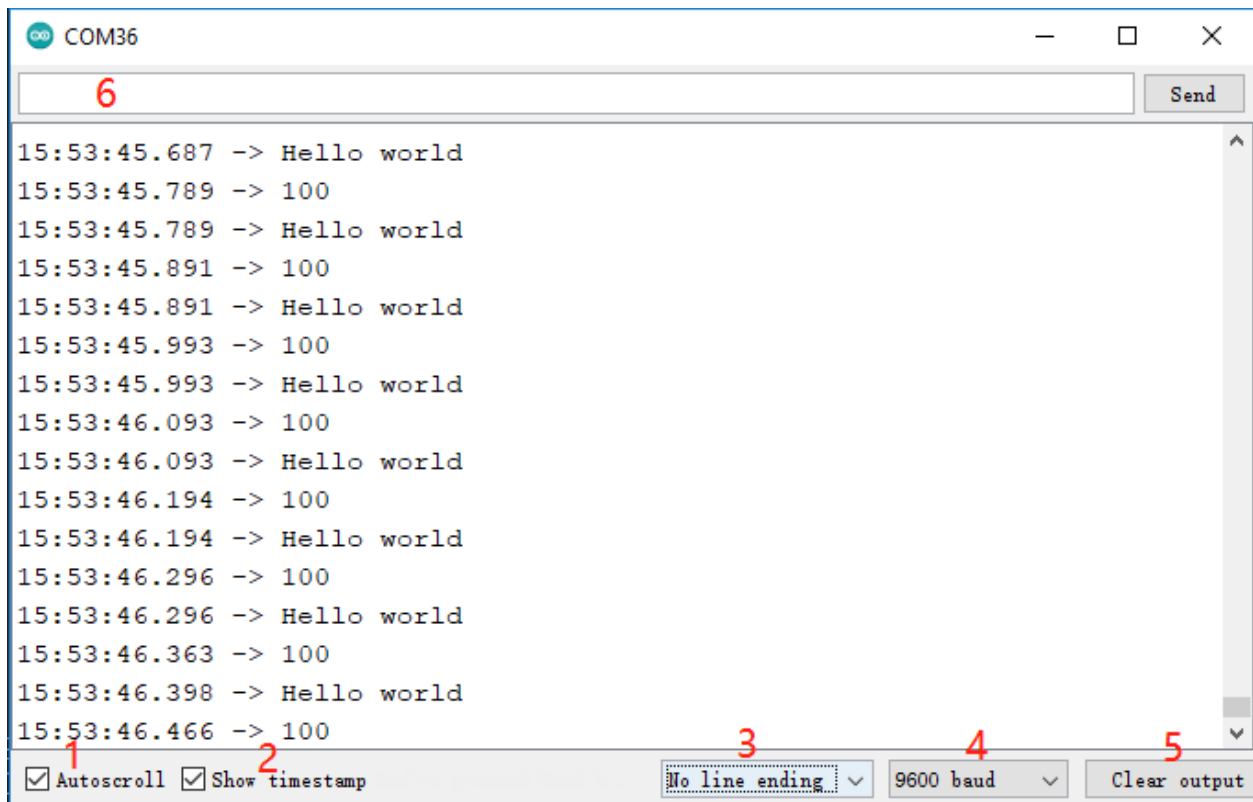 COM36
6
Send
15:53:45.687 -> Hello world
15:53:45.789 -> 100
15:53:45.789 -> Hello world
15:53:45.891 -> 100
15:53:45.891 -> Hello world
15:53:45.993 -> 100
15:53:45.993 -> Hello world
15:53:46.093 -> 100
15:53:46.093 -> Hello world
15:53:46.194 -> 100
15:53:46.194 -> Hello world
15:53:46.296 -> 100
15:53:46.296 -> Hello world
15:53:46.363 -> 100
15:53:46.398 -> Hello world
15:53:46.466 -> 100
1 2 3 4 5
Autoscroll Show timestamp No line ending 9600 baud Clear output